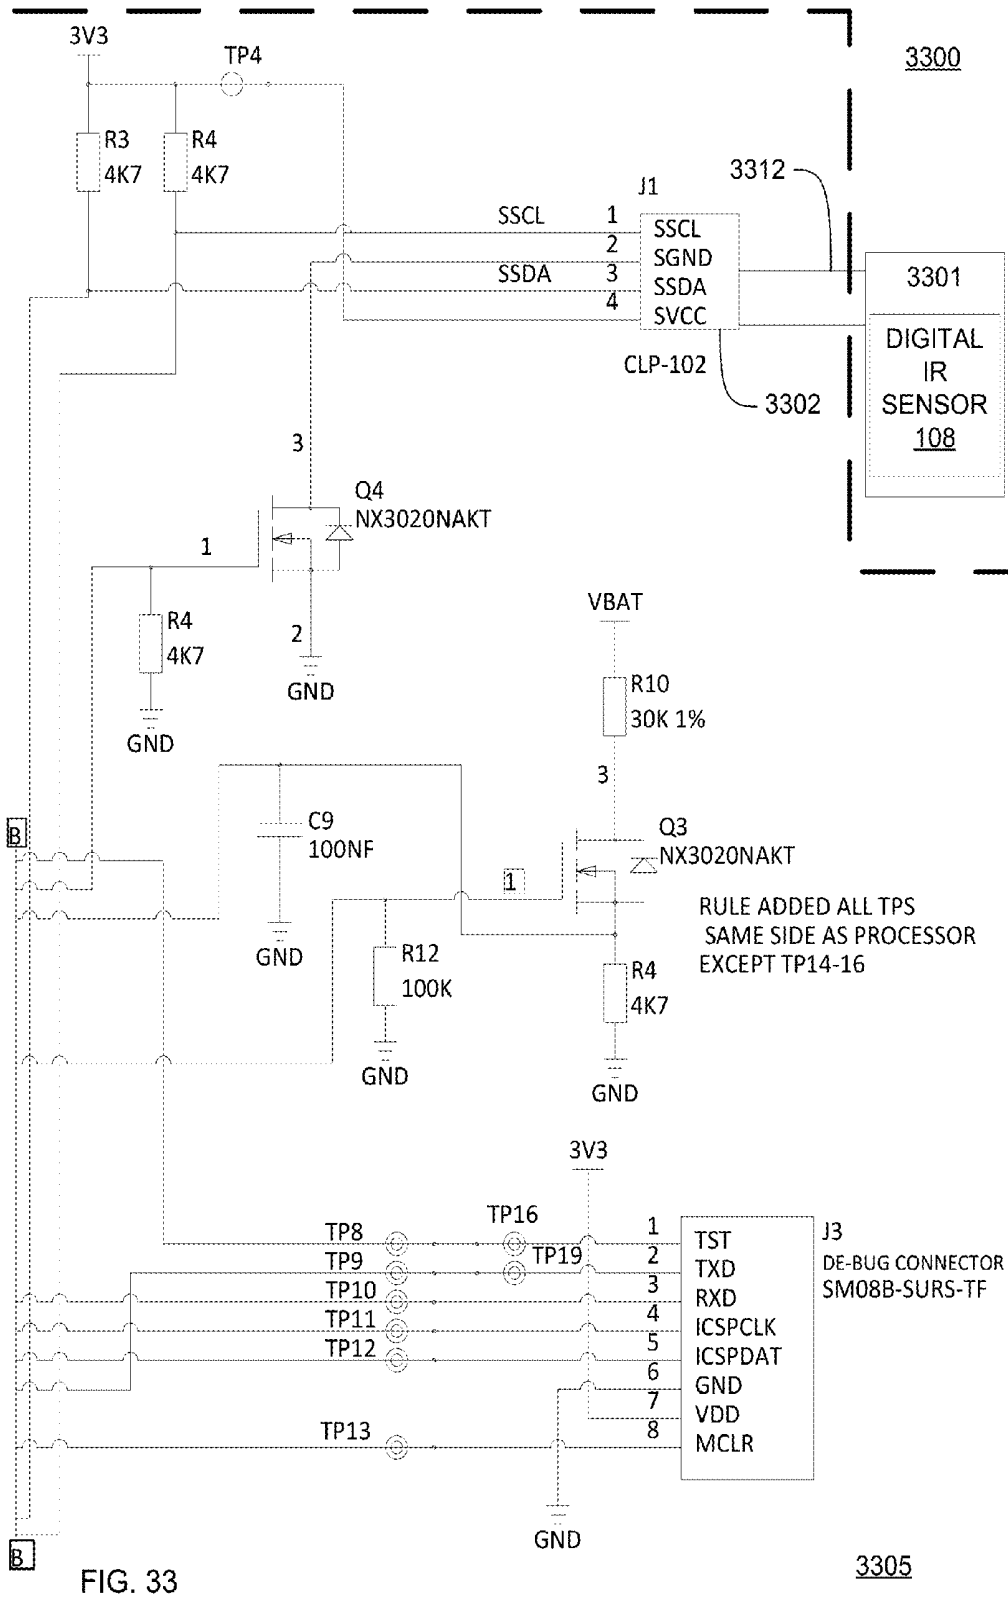 3V3
TP4
3300
R3
4K7
R4
4K7
3312
J1
SSCL
1
SSCL
2
SGND
SSDA
3
SSDA
4
SVCC
3301
DIGITAL
IR
SENSOR
108
CLP-102
3302
3
Q4
NX3020NAKT
1
R4
4K7
2
GND
GND
VBAT
R10
30K 1%
3
B
C9
100NF
Q3
NX3020NAKT
1
RULE ADDED ALL TPS
SAME SIDE AS PROCESSOR
EXCEPT TP14-16
GND
R12
100K
R4
4K7
GND
GND
3V3
TP8
TP16
1
TST
J3
TP9
TP19
2
TXD
DE-BUG CONNECTOR
SM08B-SURS-TF
TP10
3
RXD
TP11
4
ICSPCLK
TP12
5
ICSPDAT
6
GND
7
VDD
TP13
8
MCLR
GND
B
FIG. 33
3305